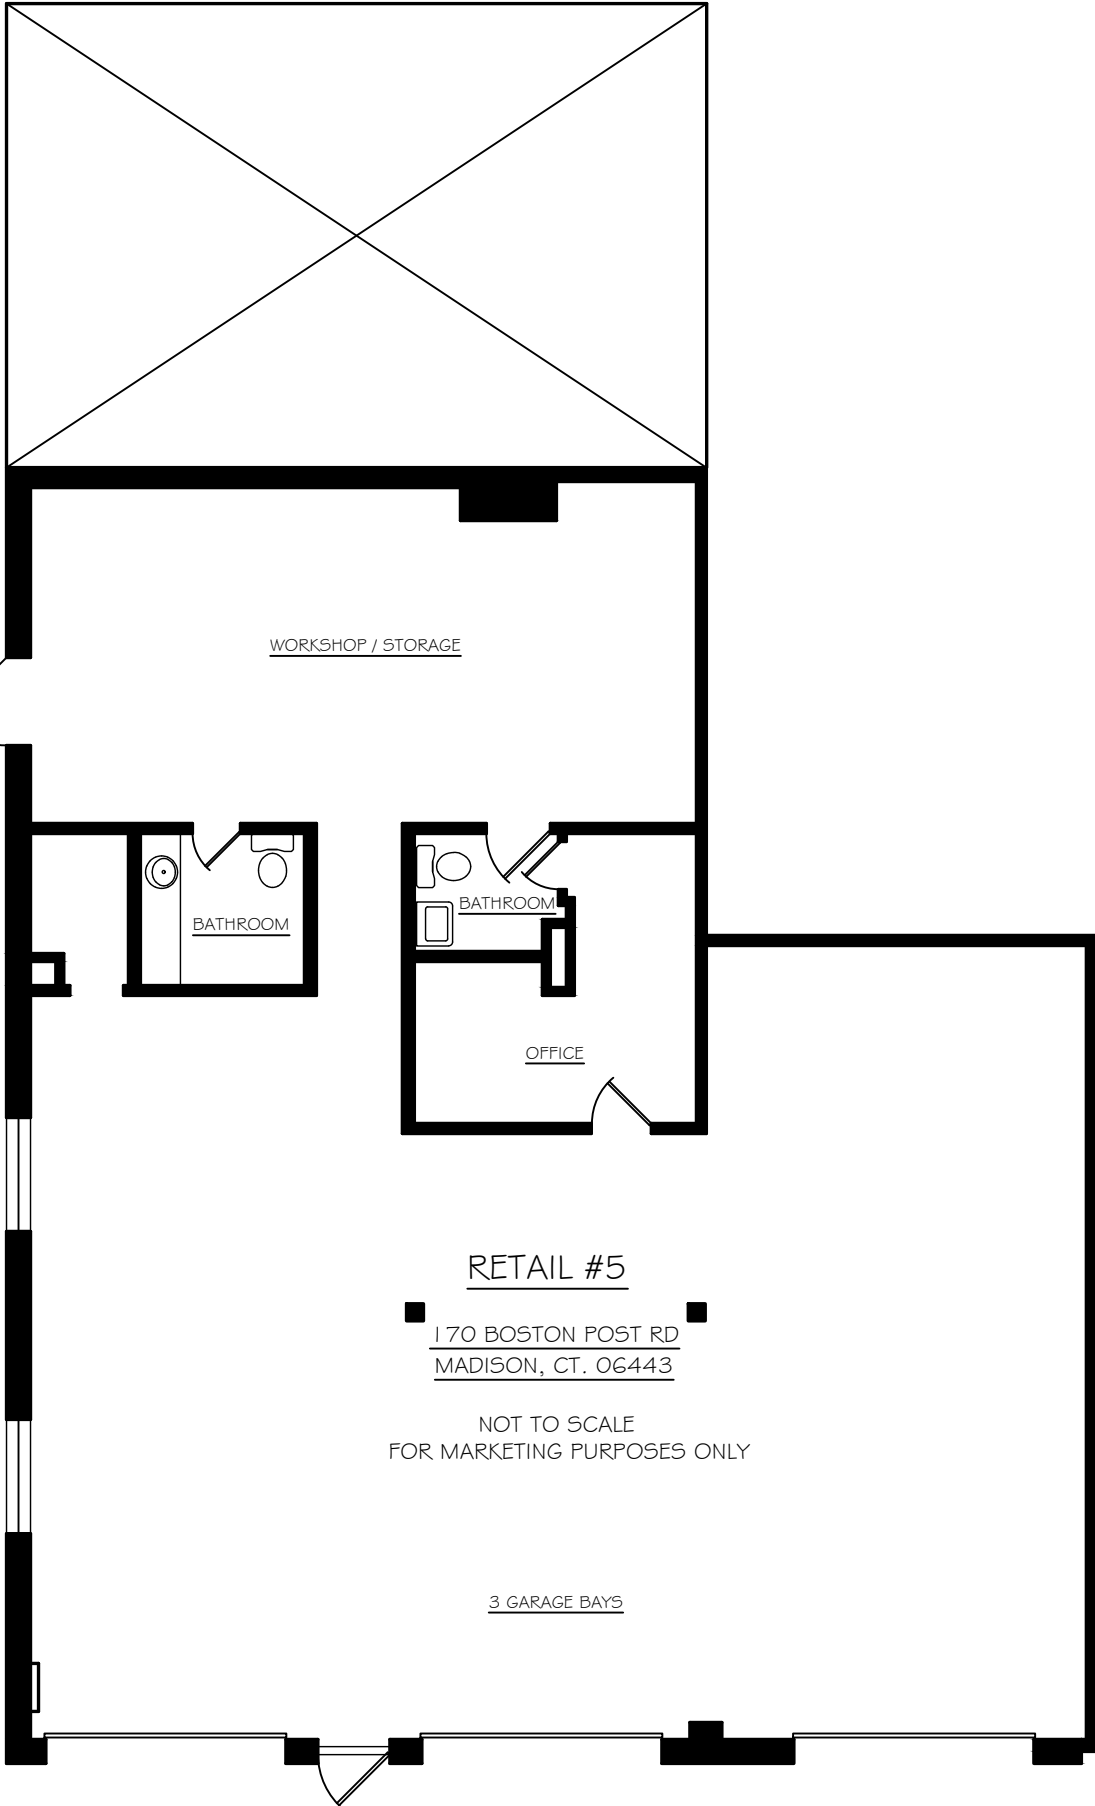 WORKSHOP / STORAGE
BATHROOM
BATHROOM
OFFICE
RETAIL #5
170 BOSTON POST RD
MADISON, CT. 06443
NOT TO SCALE
FOR MARKETING PURPOSES ONLY
3 GARAGE BAYS